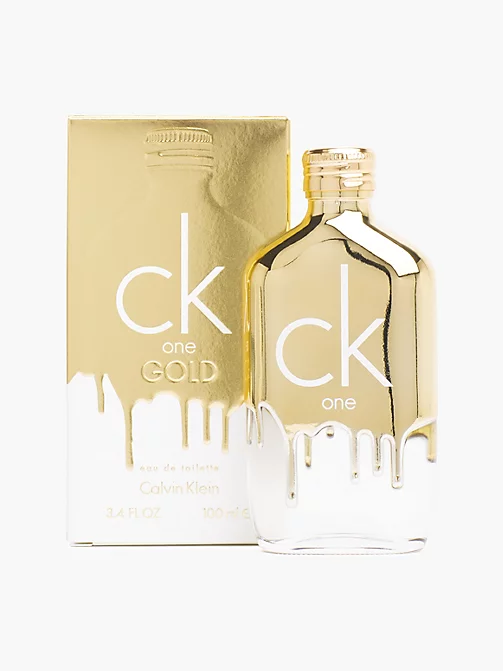 ck
one
GOLD
eau de toilette
Calvin Klein
3.4 FL OZ 100 ml e
ck
one